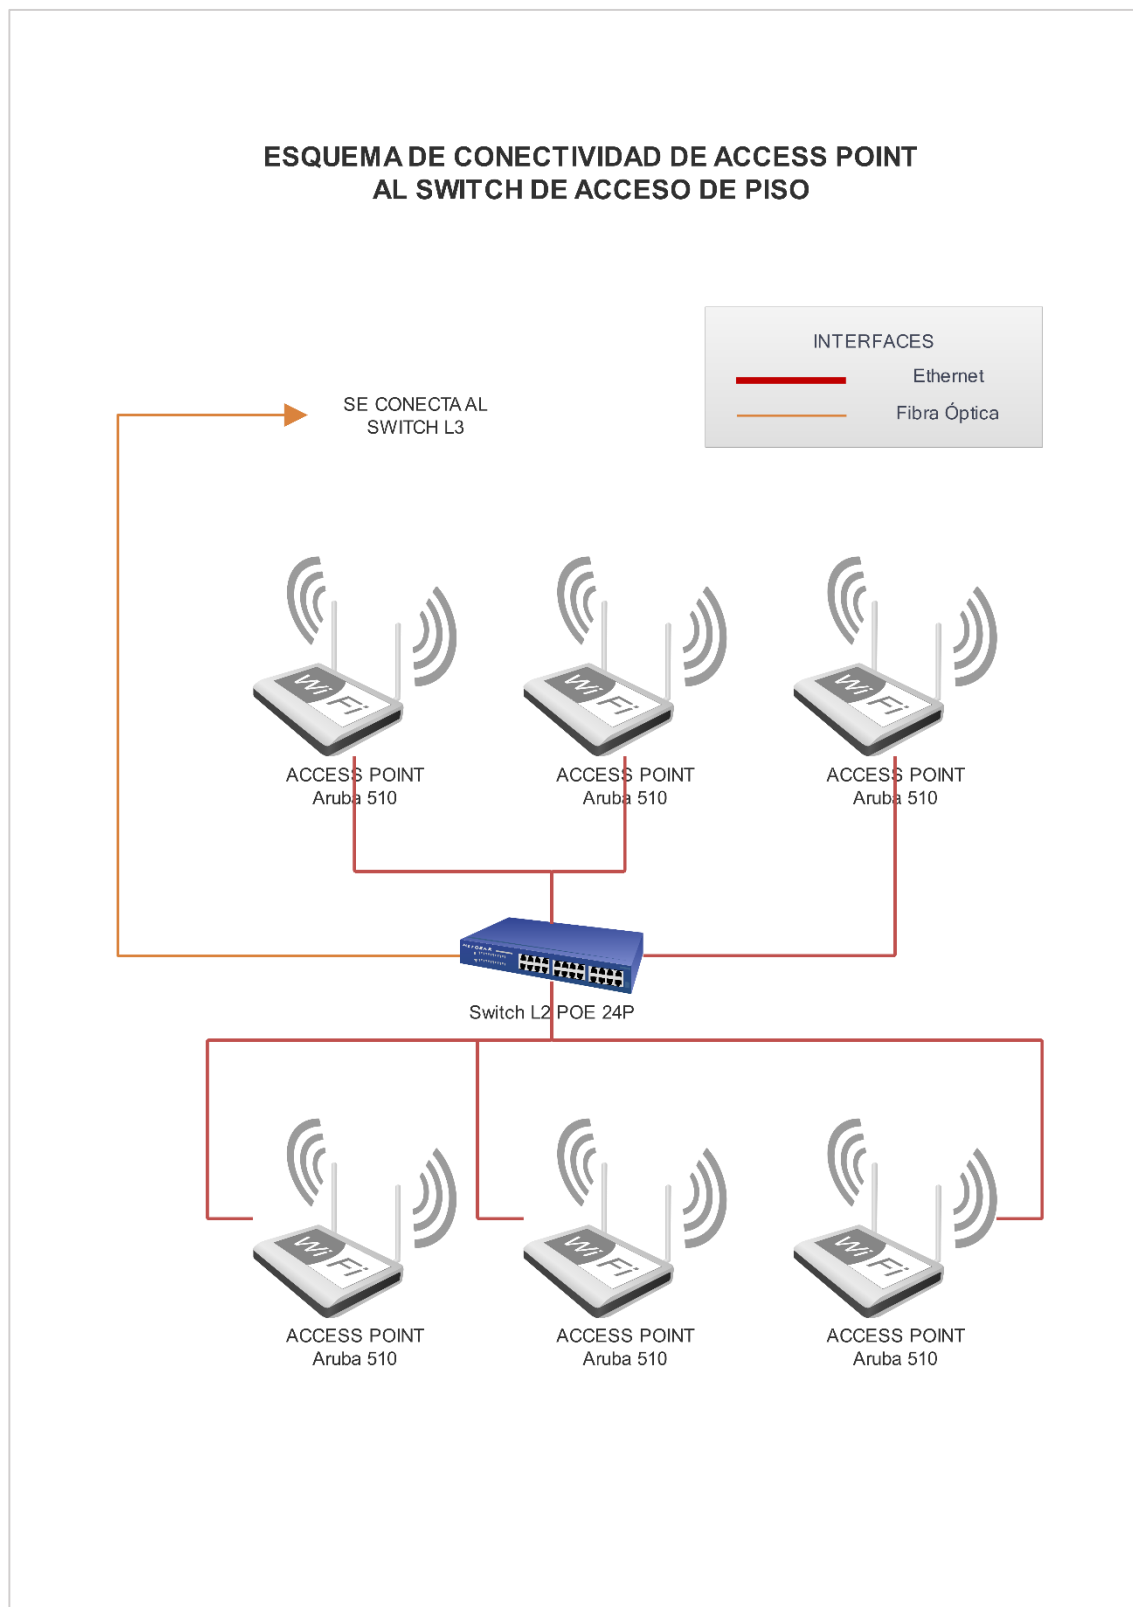 ESQUEMA DE CONECTIVIDAD DE ACCESS POINT
AL SWITCH DE ACCESO DE PISO
INTERFACES
Ethernet
Fibra Óptica
SE CONECTA AL
SWITCH L3
Wi Fi
Wi Fi
Wi Fi
ACCESS POINT
Aruba 510
ACCESS POINT
Aruba 510
ACCESS POINT
Aruba 510
Switch L2 POE 24P
Wi Fi
Wi Fi
Wi Fi
ACCESS POINT
Aruba 510
ACCESS POINT
Aruba 510
ACCESS POINT
Aruba 510